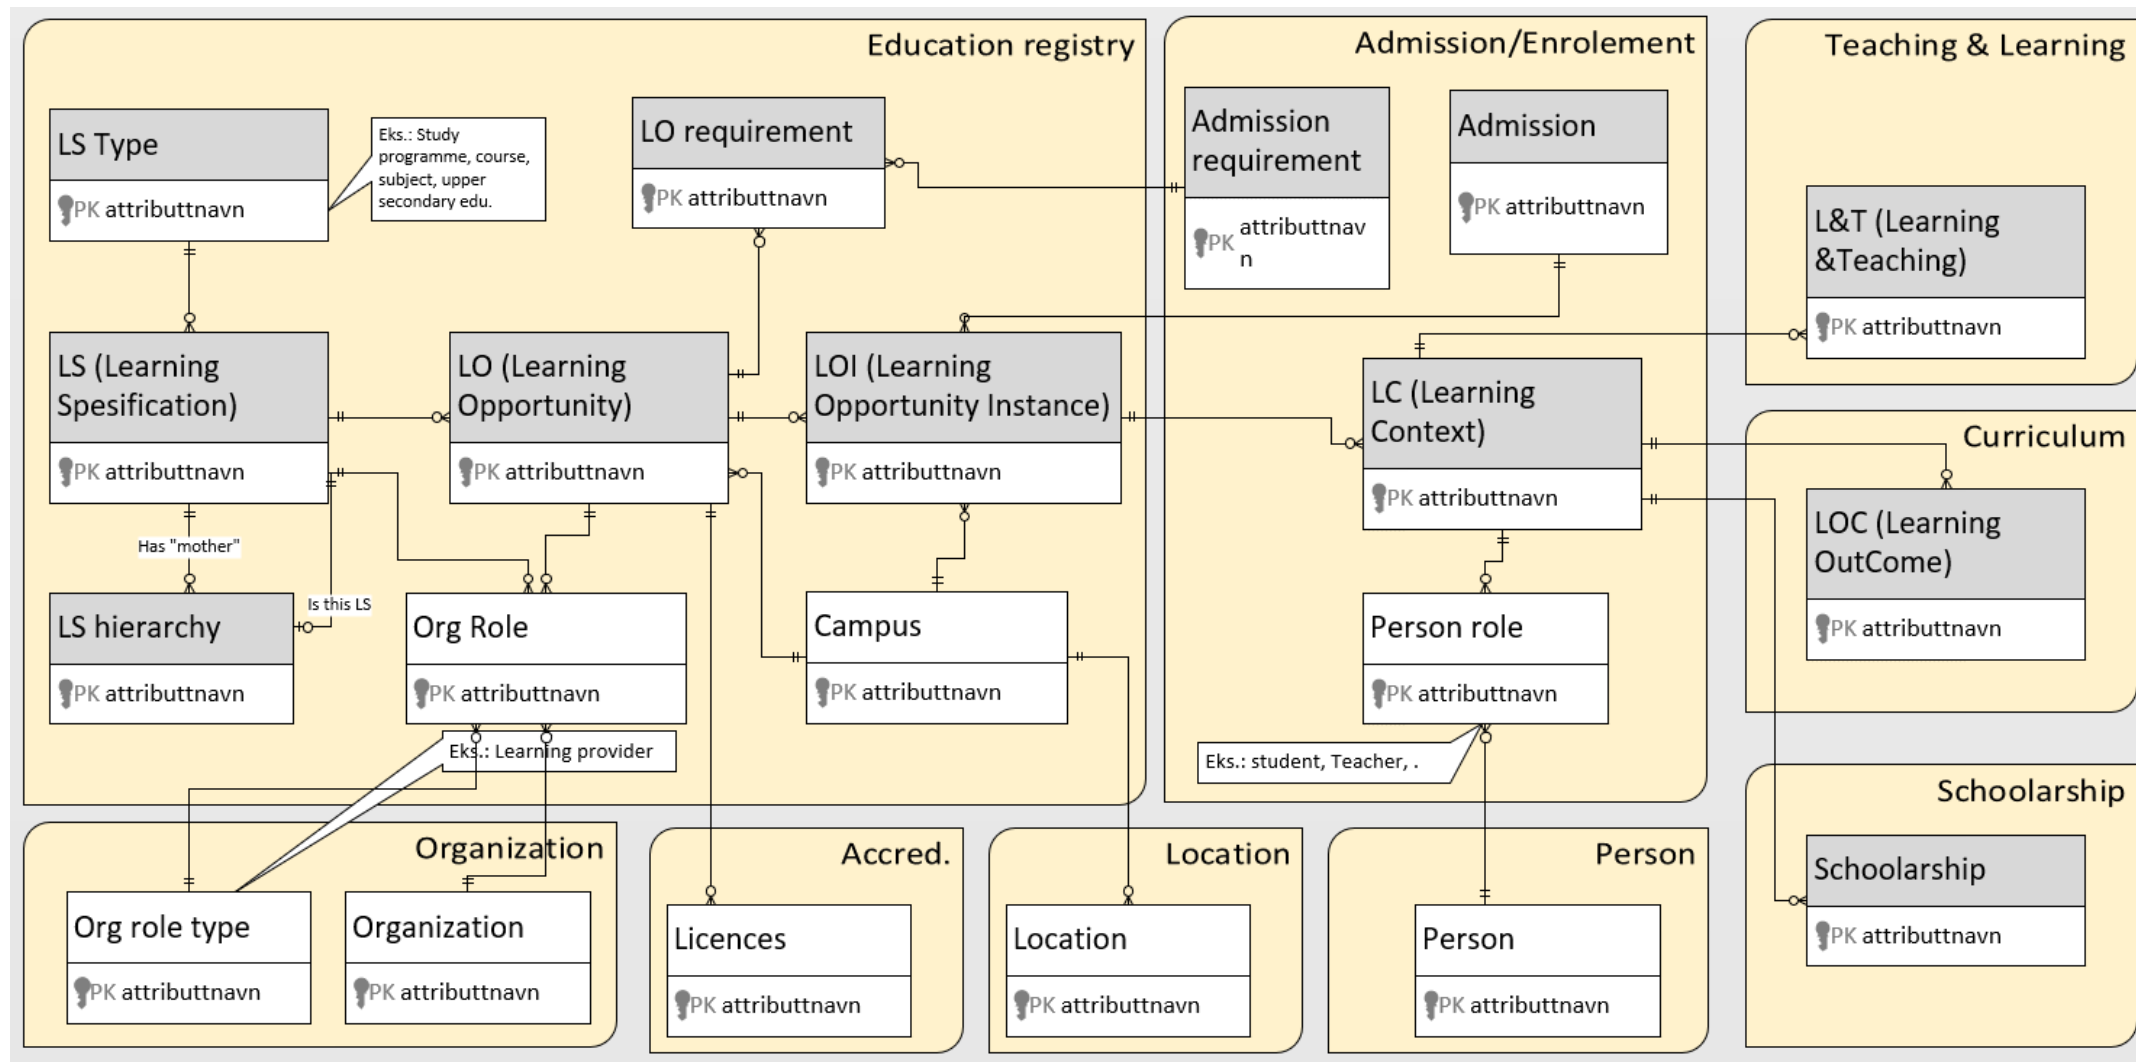 Education registry
LS Type
PK attributtnavn
Eks.: Study
programme, course,
subject, upper
secondary edu.
LO requirement
PK attributtnavn
LS (Learning
Spesification)
PK attributtnavn
LO (Learning
Opportunity)
PK attributtnavn
LOI (Learning
Opportunity Instance)
PK attributtnavn
Has "mother"
Is this LS
LS hierarchy
PK attributtnavn
Org Role
PK attributtnavn
Eks.: Learning provider
Campus
PK attributtnavn
Admission/Enrolement
Admission
requirement
PK attributtnav
n
Admission
PK attributtnavn
LC (Learning
Context)
PK attributtnavn
Person role
PK attributtnavn
Eks.: student, Teacher, .
Teaching & Learning
L&T (Learning
&Teaching)
PK attributtnavn
Curriculum
LOC (Learning
OutCome)
PK attributtnavn
Schoolarship
Schoolarship
PK attributtnavn
Organization
Org role type
PK attributtnavn
Organization
PK attributtnavn
Accred.
Licences
PK attributtnavn
Location
Location
PK attributtnavn
Person
Person
PK attributtnavn